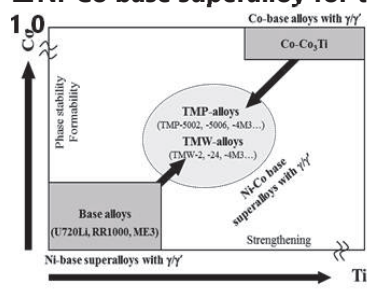 Ni-Co-base superalloy for t
Co-base alloys with γ/γ′
1.0
Co
Co-Co₃Ti
Phase stability
Formability
TMP-alloys
(TMP-5002, -5006, -4M3...)
TMW-alloys
(TMW-2, -24, -4M3...)
Ni-Co base
superalloys with γ/γ′
Base alloys
(U720Li, RR1000, ME3)
Strengthening
Ni-base superalloys with γ/γ′
Ti